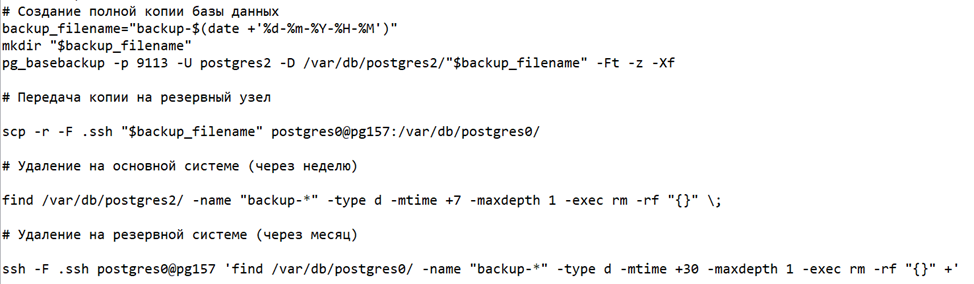 # Создание полной копии базы данных
backup_filename="backup-$(date +'%d-%m-%Y-%H-%M')"
mkdir "$backup_filename"
pg_basebackup -p 9113 -U postgres2 -D /var/db/postgres2/"$backup_filename" -Ft -z -Xf
# Передача копии на резервный узел
scp -r -F .ssh "$backup_filename" postgres0@pg157:/var/db/postgres0/
# Удаление на основной системе (через неделю)
find /var/db/postgres2/ -name "backup-*" -type d -mtime +7 -maxdepth 1 -exec rm -rf "{}" \;
# Удаление на резервной системе (через месяц)
ssh -F .ssh postgres0@pg157 'find /var/db/postgres0/ -name "backup-*" -type d -mtime +30 -maxdepth 1 -exec rm -rf "{}" +'